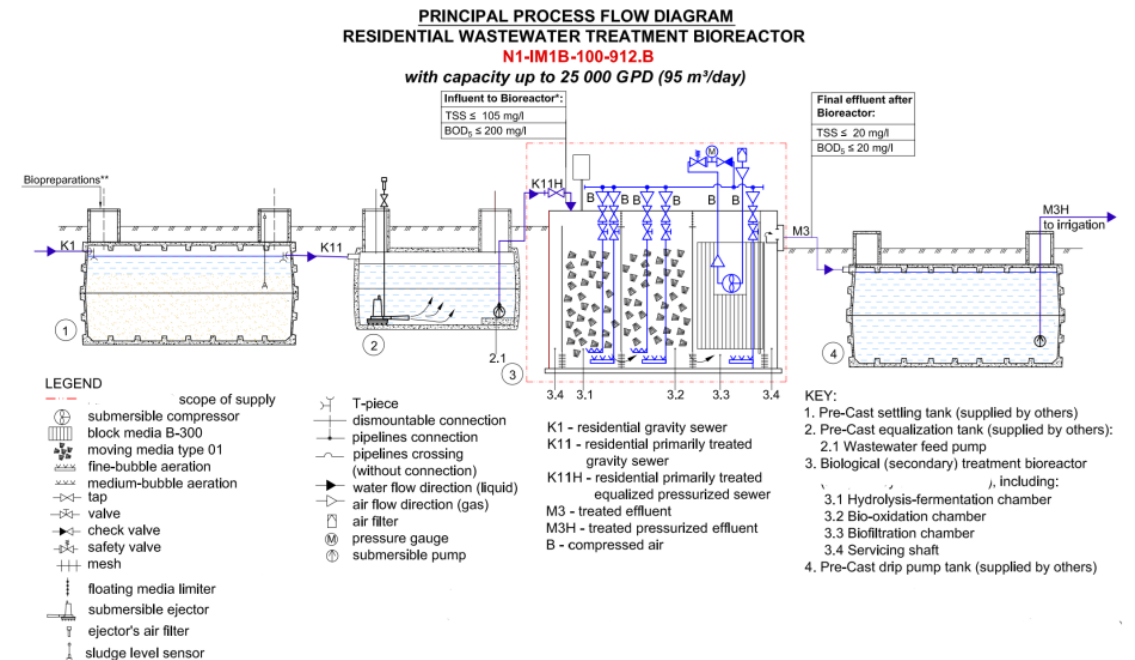 PRINCIPAL PROCESS FLOW DIAGRAM
RESIDENTIAL WASTEWATER TREATMENT BIOREACTOR
N1-IM1B-100-912.B
with capacity up to 25 000 GPD (95 m³/day)
Influent to Bioreactor*:
TSS ≤ 105 mg/l
BOD₅ ≤ 200 mg/l
Final effluent after
Bioreactor:
TSS ≤ 20 mg/l
BOD₅ ≤ 20 mg/l
Biopreparations**
K1
K11
K11H
M
B
B
B
B
B
B
M3
M3H
to irrigation
1
2
2.1
3
3.4
3.1
3.2
3.3
3.4
4
LEGEND
scope of supply
submersible compressor
block media B-300
moving media type 01
fine-bubble aeration
medium-bubble aeration
tap
valve
check valve
safety valve
mesh
floating media limiter
submersible ejector
ejector's air filter
sludge level sensor
T-piece
dismountable connection
pipelines connection
pipelines crossing
(without connection)
water flow direction (liquid)
air flow direction (gas)
air filter
M pressure gauge
submersible pump
K1 - residential gravity sewer
K11 - residential primarily treated
gravity sewer
K11H - residential primarily treated
equalized pressurized sewer
M3 - treated effluent
M3H - treated pressurized effluent
B - compressed air
KEY:
1. Pre-Cast settling tank (supplied by others)
2. Pre-Cast equalization tank (supplied by others):
2.1 Wastewater feed pump
3. Biological (secondary) treatment bioreactor
), including:
3.1 Hydrolysis-fermentation chamber
3.2 Bio-oxidation chamber
3.3 Biofiltration chamber
3.4 Servicing shaft
4. Pre-Cast drip pump tank (supplied by others)